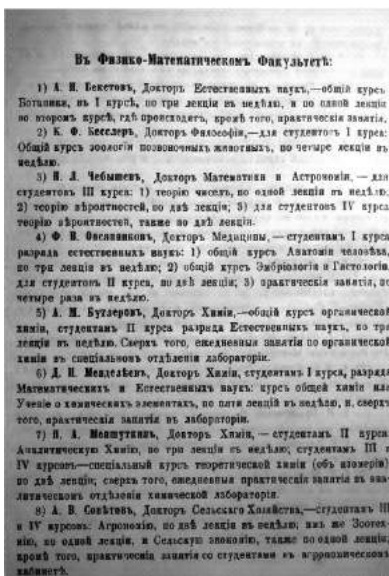 Въ Физико-Математическомъ Факультетѣ:
1) А. Н. Бекетовъ, Докторъ Естественныхъ наукъ,—общій курсъ
Ботаники, на I курсѣ, по три лекціи въ недѣлю, и по одной лекціи
во второмъ курсѣ, гдѣ происходятъ, кромѣ того, практическія занятія.
2) К. Ф. Кесслеръ, Докторъ Философіи,—для студентовъ I курса:
Общій курсъ зоологіи позвоночныхъ животныхъ, по четыре лекціи въ
недѣлю.
3) П. Л. Чебышевъ, Докторъ Математики и Астрономіи, — для
студентовъ III курса: 1) теорію чиселъ, по одной лекціи въ недѣлю,
2) теорію вѣроятностей, по двѣ лекціи; 3) для студентовъ IV курса
теорію вѣроятностей, также по двѣ лекціи.
4) Ф. В. Овсянниковъ, Докторъ Медицины, — студентамъ I курса
разряда естественныхъ наукъ: 1) общій курсъ Анатоміи человѣка,
по три лекціи въ недѣлю; 2) общій курсъ Эмбріологіи и Гистологіи
для студентовъ II курса, по двѣ лекціи; 3) практическія занятія, по
четыре раза въ недѣлю.
5) А. М. Бутлеровъ, Докторъ Химіи,—общій курсъ органической
химіи, студентамъ II курса разряда Естественныхъ наукъ, по три
лекціи въ недѣлю. Сверхъ того, ежедневныя занятія по органической
химіи въ спеціальномъ отдѣленіи лабораторіи.
6) Д. И. Менделѣевъ, Докторъ Химіи, студентамъ I курса, разряда
Математическихъ и Естественныхъ наукъ: курсъ общей химіи или
Ученіе о химическихъ элементахъ, по пяти лекцій въ недѣлю, и, сверхъ
того, практическія занятія въ лабораторіи.
7) Н. А. Меншуткинъ, Докторъ Химіи, — студентамъ II курса
Аналитическую Химію, по три лекціи въ недѣлю; студентамъ III и
IV курсовъ—спеціальный курсъ теоретической химіи (объ изомеріи)
по двѣ лекціи; сверхъ того, ежедневныя практическія занятія въ ана-
литическомъ отдѣленіи химической лабораторіи.
8) А. В. Совѣтовъ, Докторъ Сельскаго Хозяйства,—студентамъ III
и IV курсовъ: Агрономію, по двѣ лекціи въ недѣлю; имъ же Зоотех-
нію, по одной лекціи, и Сельскую экономію, также по одной лекціи;
кромѣ того, практическія занятія со студентами въ агрономическомъ
кабинетѣ.